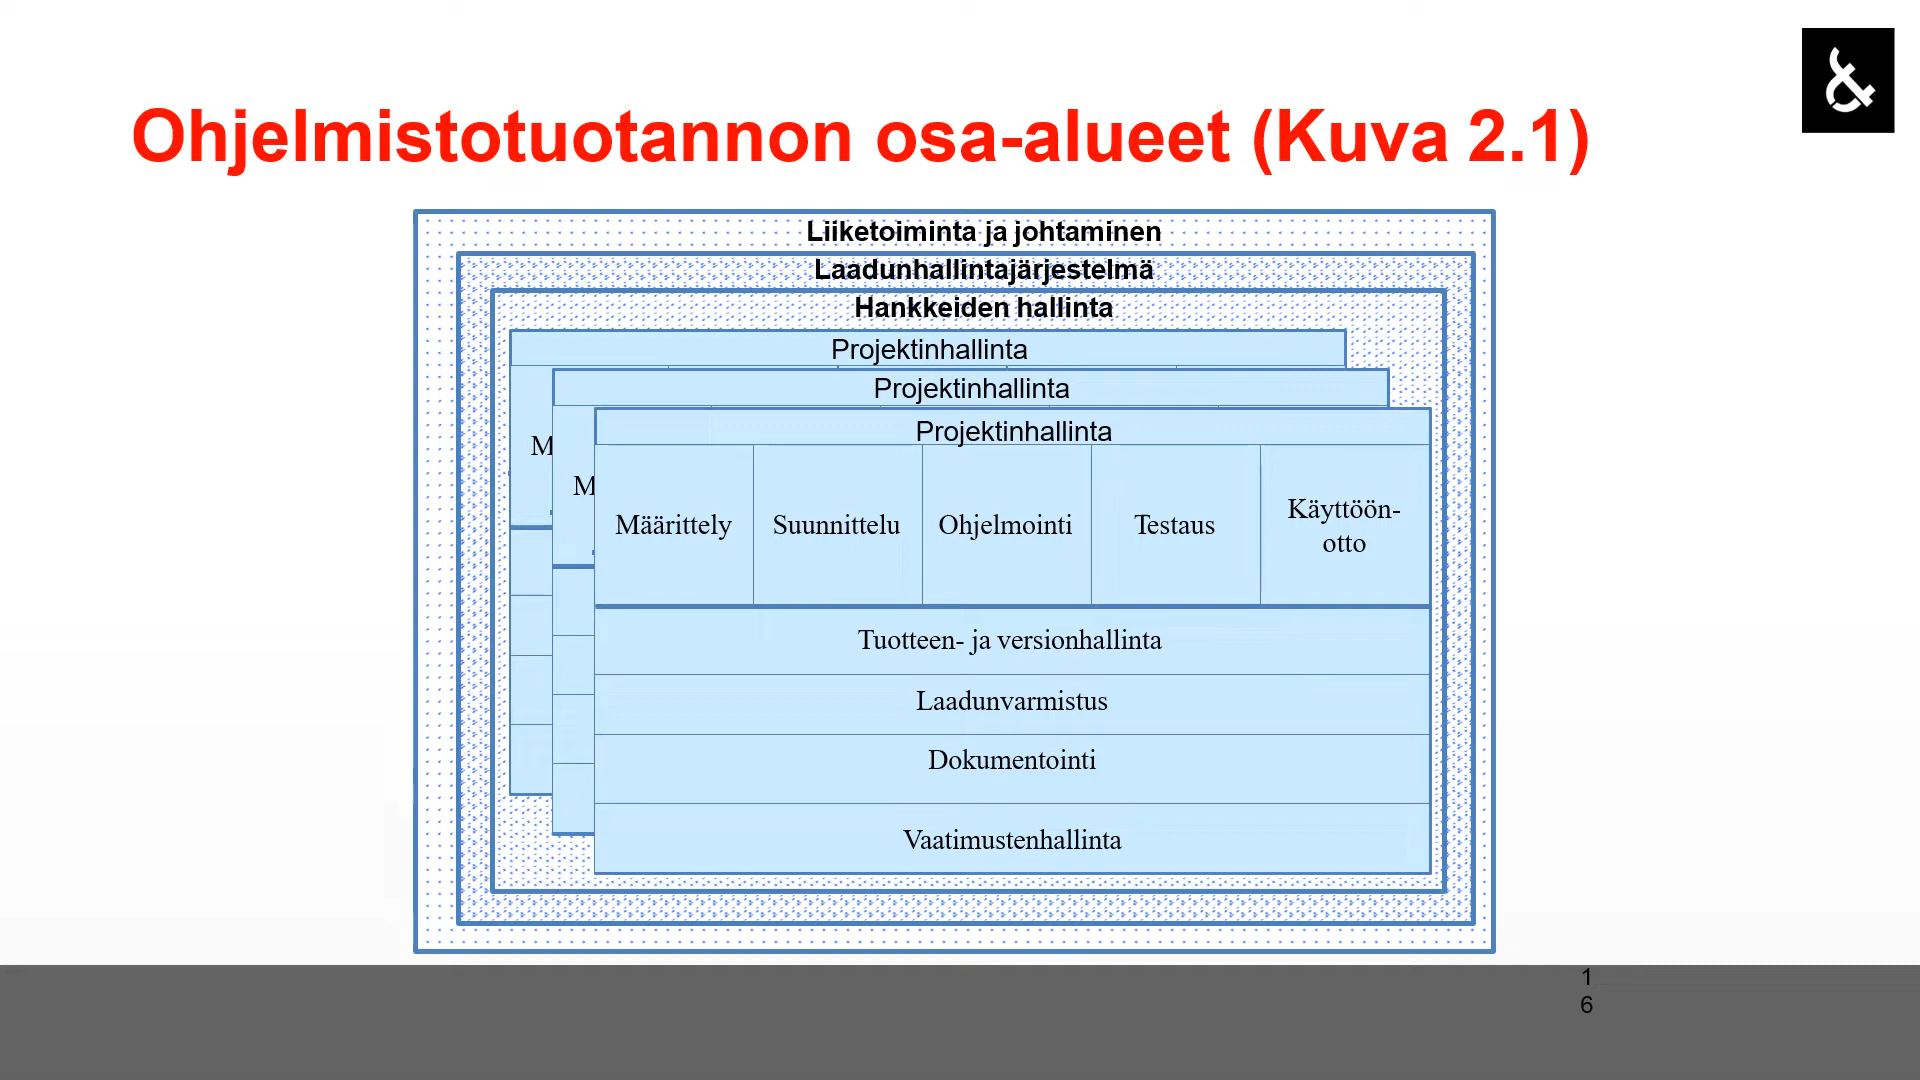 &
Ohjelmistotuotannon osa-alueet (Kuva 2.1)
Liiketoiminta ja johtaminen
Laadunhallintajärjestelmä
Hankkeiden hallinta
Projektinhallinta
Projektinhallinta
Projektinhallinta
M
M
Määrittely
Suunnittelu
Ohjelmointi
Testaus
Käyttöön-
otto
Tuotteen- ja versionhallinta
Laadunvarmistus
Dokumentointi
Vaatimustenhallinta
1
6